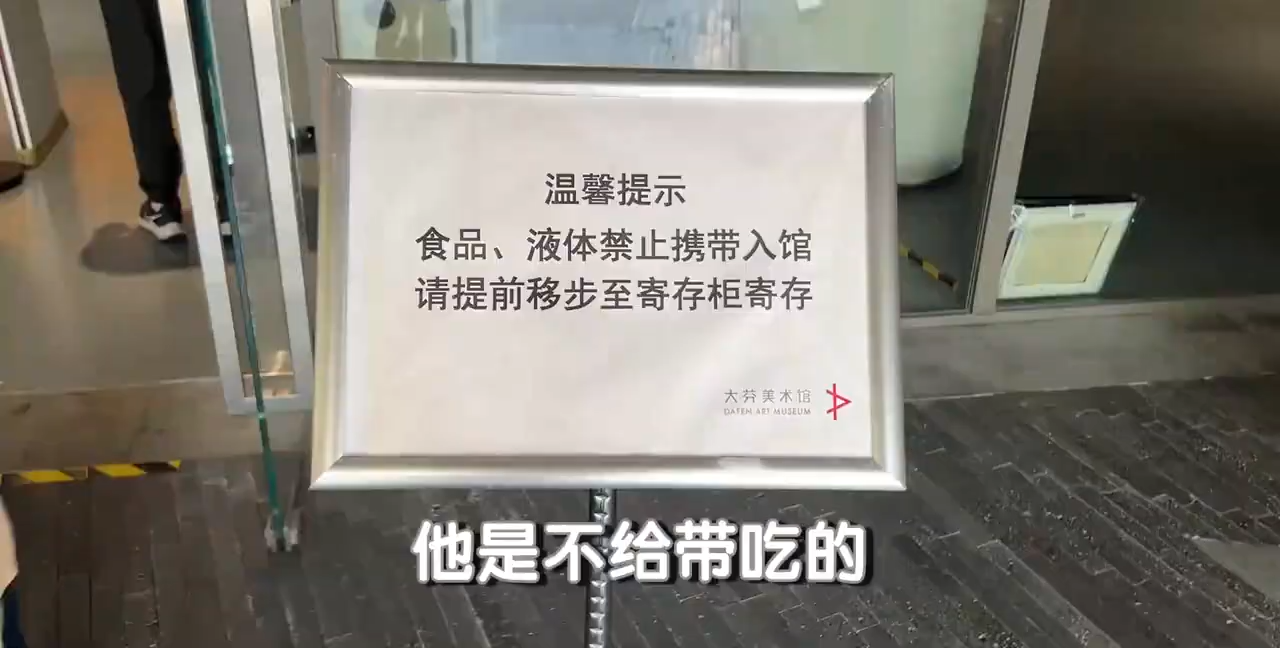 温馨提示
食品、液体禁止携带入馆
请提前移步至寄存柜寄存
大芬美术馆
DAFEN ART MUSEUM
他是不给带吃的